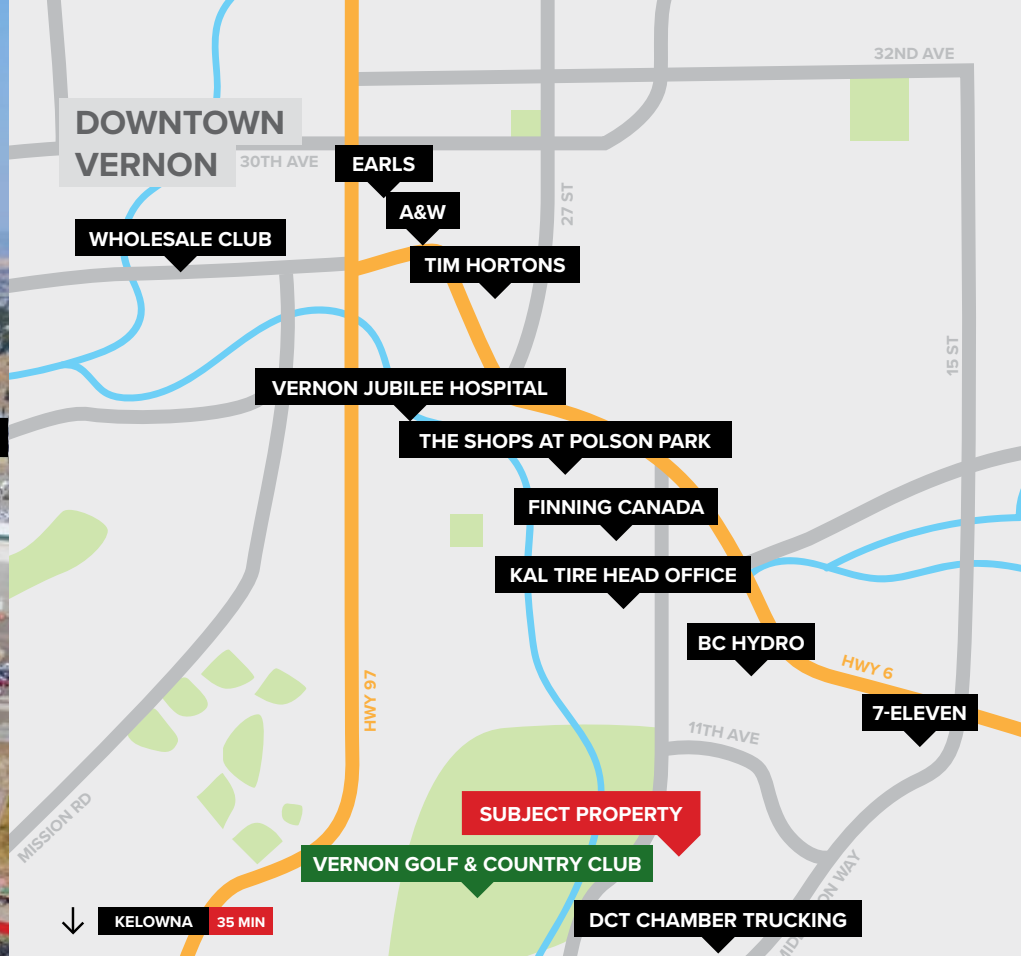 32ND AVE
DOWNTOWN
VERNON
30TH AVE
EARLS
27 ST
A&W
WHOLESALE CLUB
TIM HORTONS
15 ST
VERNON JUBILEE HOSPITAL
THE SHOPS AT POLSON PARK
FINNING CANADA
KAL TIRE HEAD OFFICE
BC HYDRO
HWY 6
HWY 97
7-ELEVEN
11TH AVE
MISSION RD
SUBJECT PROPERTY
VERNON GOLF & COUNTRY CLUB
KELOWNA 35 MIN
DCT CHAMBER TRUCKING
WAY